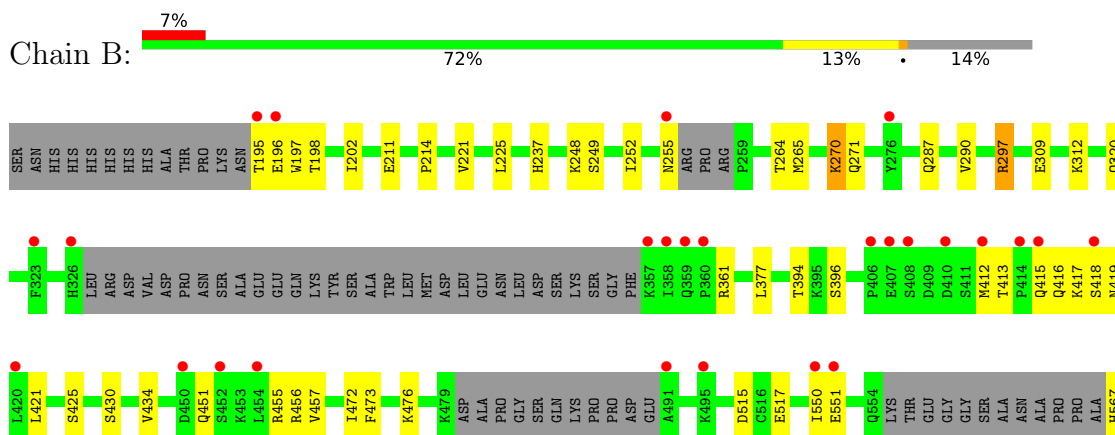 7%
Chain B:
72% 13% • 14%
SER ASN HIS HIS HIS HIS HIS HIS ALA THR PRO LYS ASN T195 E196 W197 T198 I202 E211 P214 V221 L225 H237 K248 S249 I252 N255 ARG PRO ARG P259 T264 M265 K270 Q271 Y276 Q287 V290 R297 E309 K312 Q320
F323 H326 LEU ARG ASP VAL ASP PRO ASN SER ALA GLU GLU GLN LYS TYR SER ALA TRP LEU MET ASP LEU GLU ASN LEU ASP SER LYS SER GLY PHE K357 I358 Q359 P360 R361 L377 T394 K395 S396 P406 E407 S408 D409 D410 S411 M412 T413 P414 Q415 Q416 K417 S418 N419
L420 L421 S425 S430 V434 D450 Q451 S452 K453 L454 R455 R456 V457 I472 F473 K476 K479 ASP ALA PRO GLY SER GLN LYS PRO PRO ASP GLU A491 K495 D515 C516 E517 I550 E551 Q554 LYS THR GLU GLY GLY SER ALA ASN ALA PRO PRO ALA